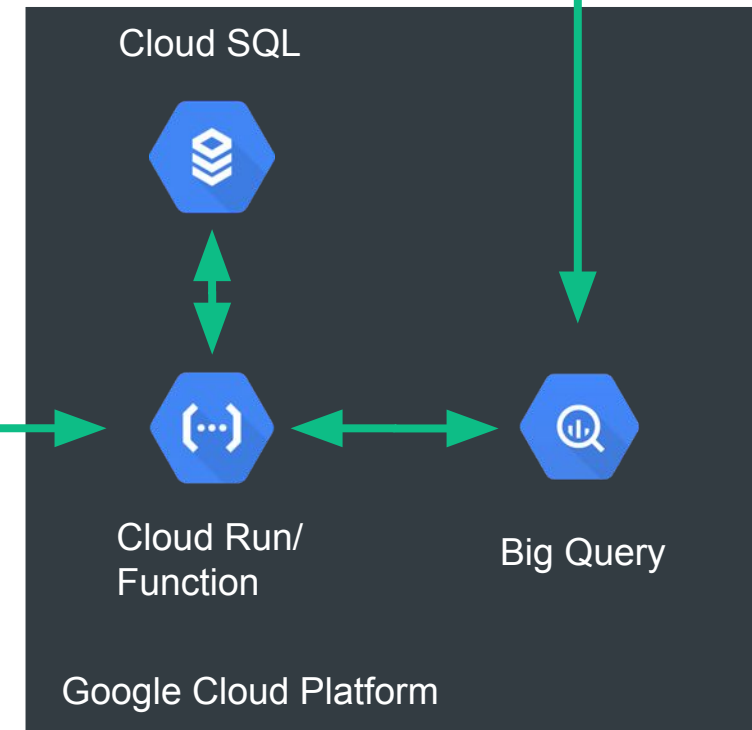 Cloud SQL
Cloud Run/
Function
Big Query
Google Cloud Platform